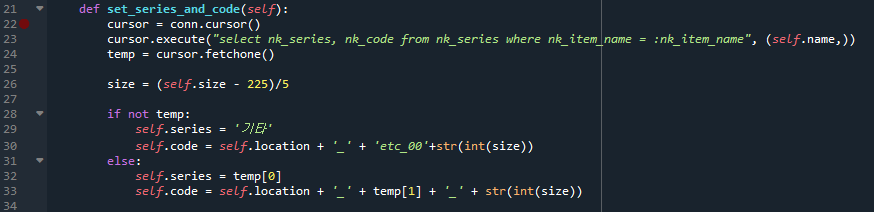 21 def set_series_and_code(self):
22 cursor = conn.cursor()
23 cursor.execute("select nk_series, nk_code from nk_series where nk_item_name = :nk_item_name", (self.name,))
24 temp = cursor.fetchone()
25
26 size = (self.size - 225)/5
27
28 if not temp:
29 self.series = '기타'
30 self.code = self.location + '_' + 'etc_00'+str(int(size))
31 else:
32 self.series = temp[0]
33 self.code = self.location + '_' + temp[1] + '_' + str(int(size))
34